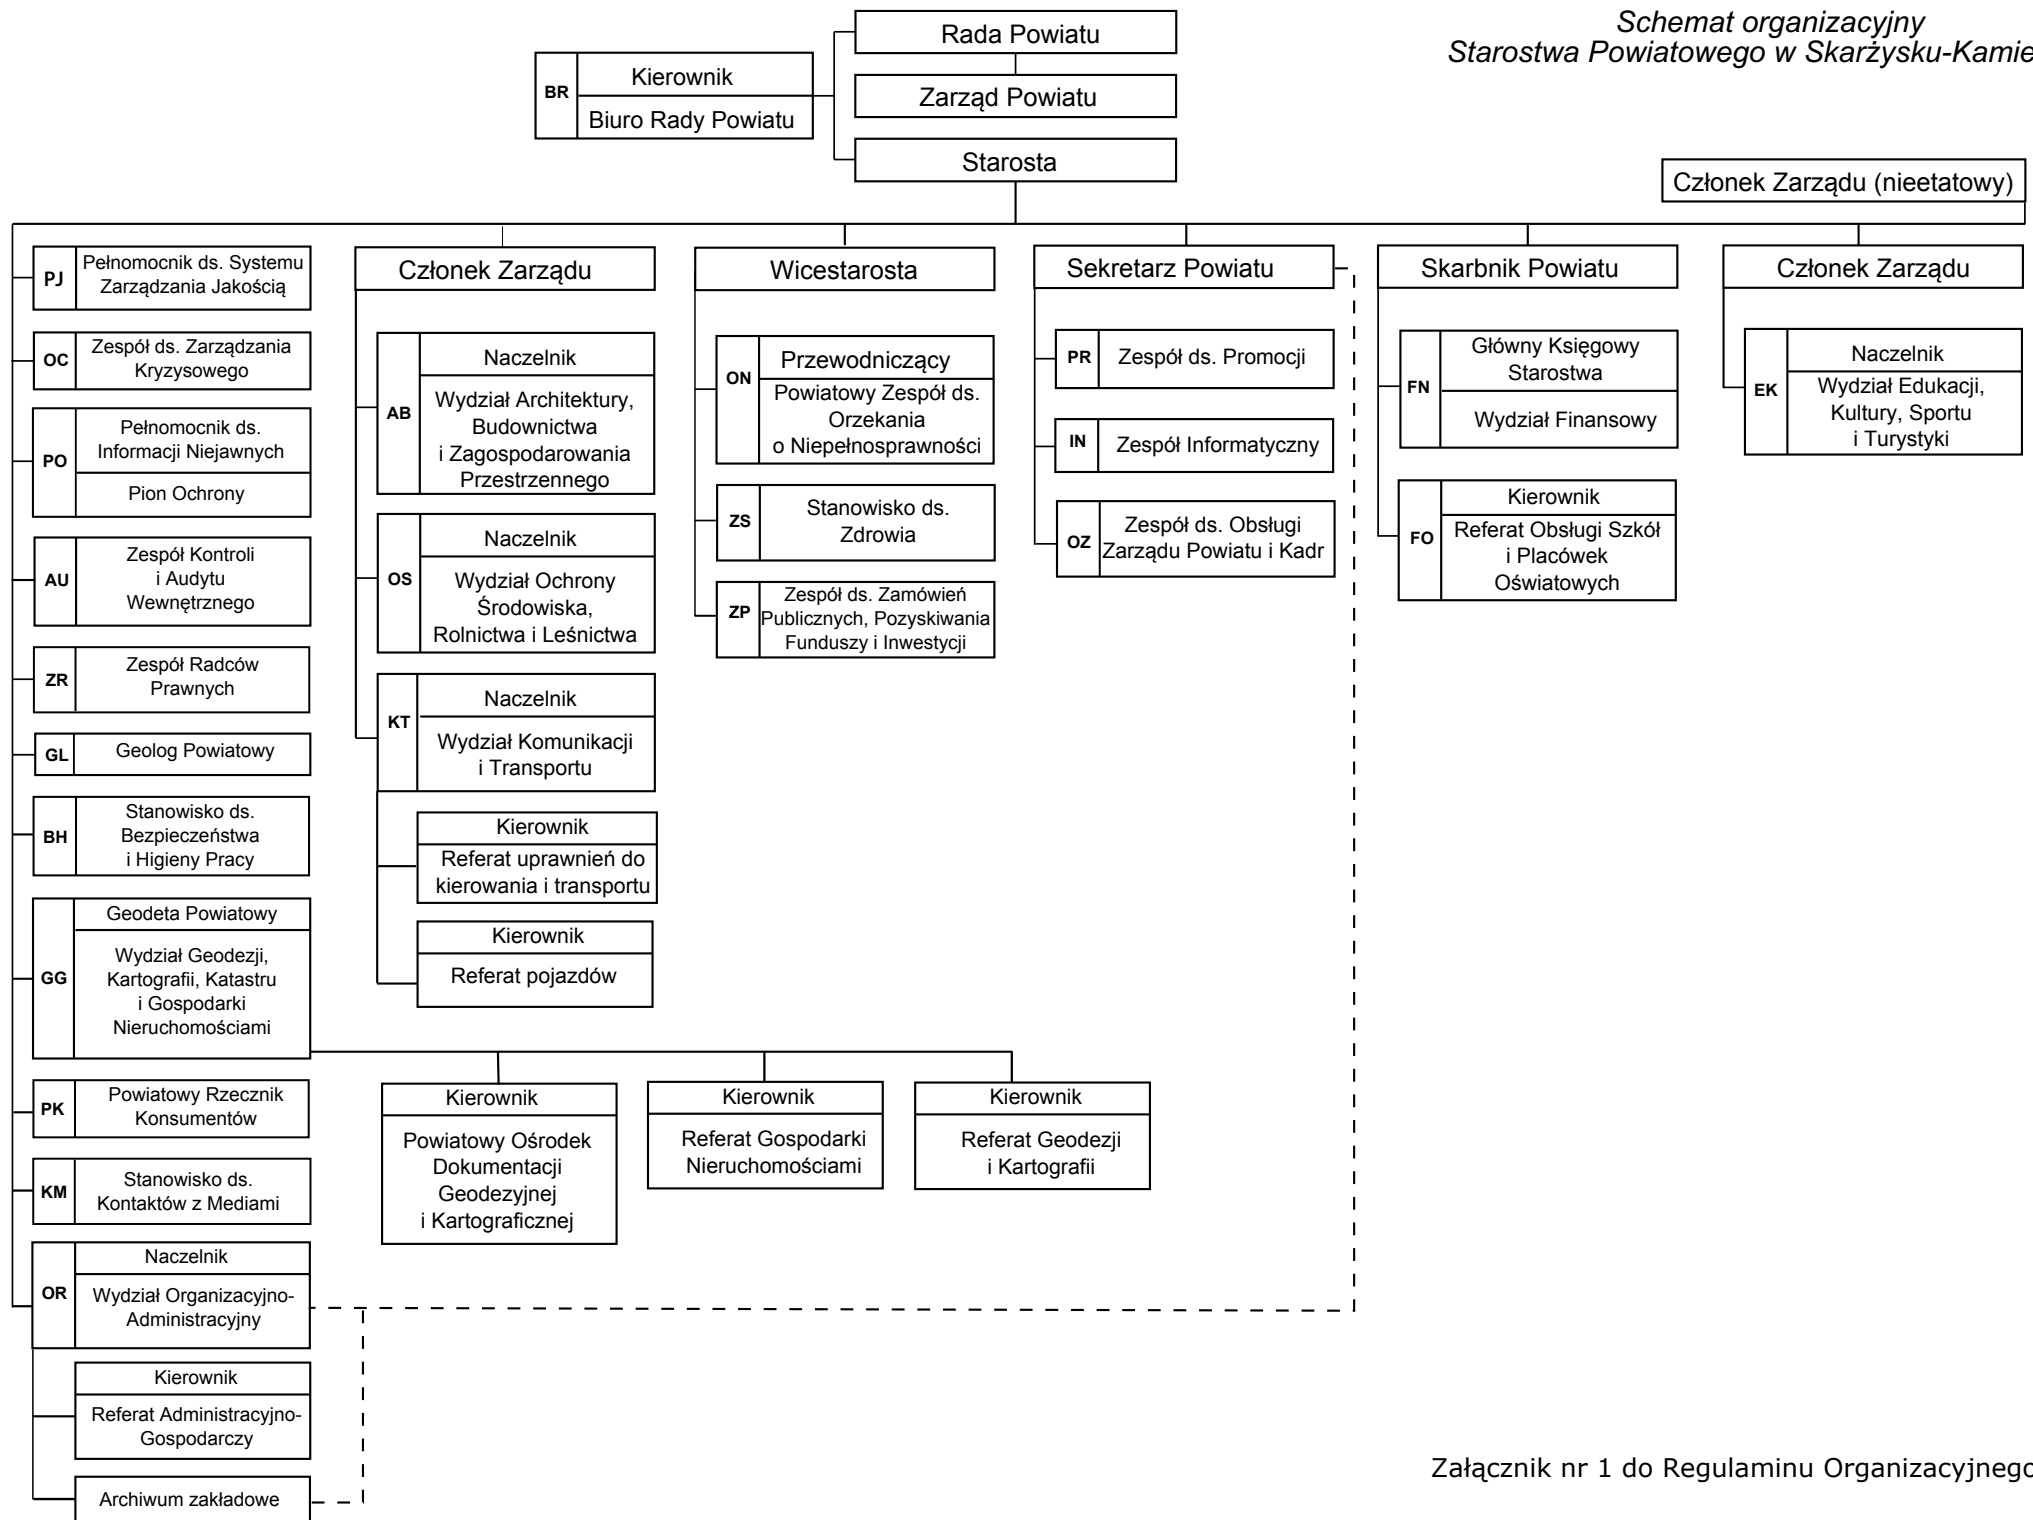 Schemat organizacyjny
Starostwa Powiatowego w Skarżysku-Kamie
Rada Powiatu
BR
Kierownik
Biuro Rady Powiatu
Zarząd Powiatu
Starosta
Członek Zarządu (nieetatowy)
PJ
Pełnomocnik ds. Systemu
Zarządzania Jakością
OC
Zespół ds. Zarządzania
Kryzysowego
PO
Pełnomocnik ds.
Informacji Niejawnych
Pion Ochrony
AU
Zespół Kontroli
i Audytu
Wewnętrznego
ZR
Zespół Radców
Prawnych
GL
Geolog Powiatowy
BH
Stanowisko ds.
Bezpieczeństwa
i Higieny Pracy
GG
Geodeta Powiatowy
Wydział Geodezji,
Kartografii, Katastru
i Gospodarki
Nieruchomościami
Kierownik
Powiatowy Ośrodek
Dokumentacji
Geodezyjnej
i Kartograficznej
Kierownik
Referat Gospodarki
Nieruchomościami
Kierownik
Referat Geodezji
i Kartografii
PK
Powiatowy Rzecznik
Konsumentów
KM
Stanowisko ds.
Kontaktów z Mediami
OR
Naczelnik
Wydział Organizacyjno-
Administracyjny
Kierownik
Referat Administracyjno-
Gospodarczy
Archiwum zakładowe
Członek Zarządu
AB
Naczelnik
Wydział Architektury,
Budownictwa
i Zagospodarowania
Przestrzennego
OS
Naczelnik
Wydział Ochrony
Środowiska,
Rolnictwa i Leśnictwa
KT
Naczelnik
Wydział Komunikacji
i Transportu
Kierownik
Referat uprawnień do
kierowania i transportu
Kierownik
Referat pojazdów
Wicestarosta
ON
Przewodniczący
Powiatowy Zespół ds.
Orzekania
o Niepełnosprawności
ZS
Stanowisko ds.
Zdrowia
ZP
Zespół ds. Zamówień
Publicznych, Pozyskiwania
Funduszy i Inwestycji
Sekretarz Powiatu
PR
Zespół ds. Promocji
IN
Zespół Informatyczny
OZ
Zespół ds. Obsługi
Zarządu Powiatu i Kadr
Skarbnik Powiatu
FN
Główny Księgowy
Starostwa
Wydział Finansowy
FO
Kierownik
Referat Obsługi Szkół
i Placówek
Oświatowych
Członek Zarządu
EK
Naczelnik
Wydział Edukacji,
Kultury, Sportu
i Turystyki
Załącznik nr 1 do Regulaminu Organizacyjnego